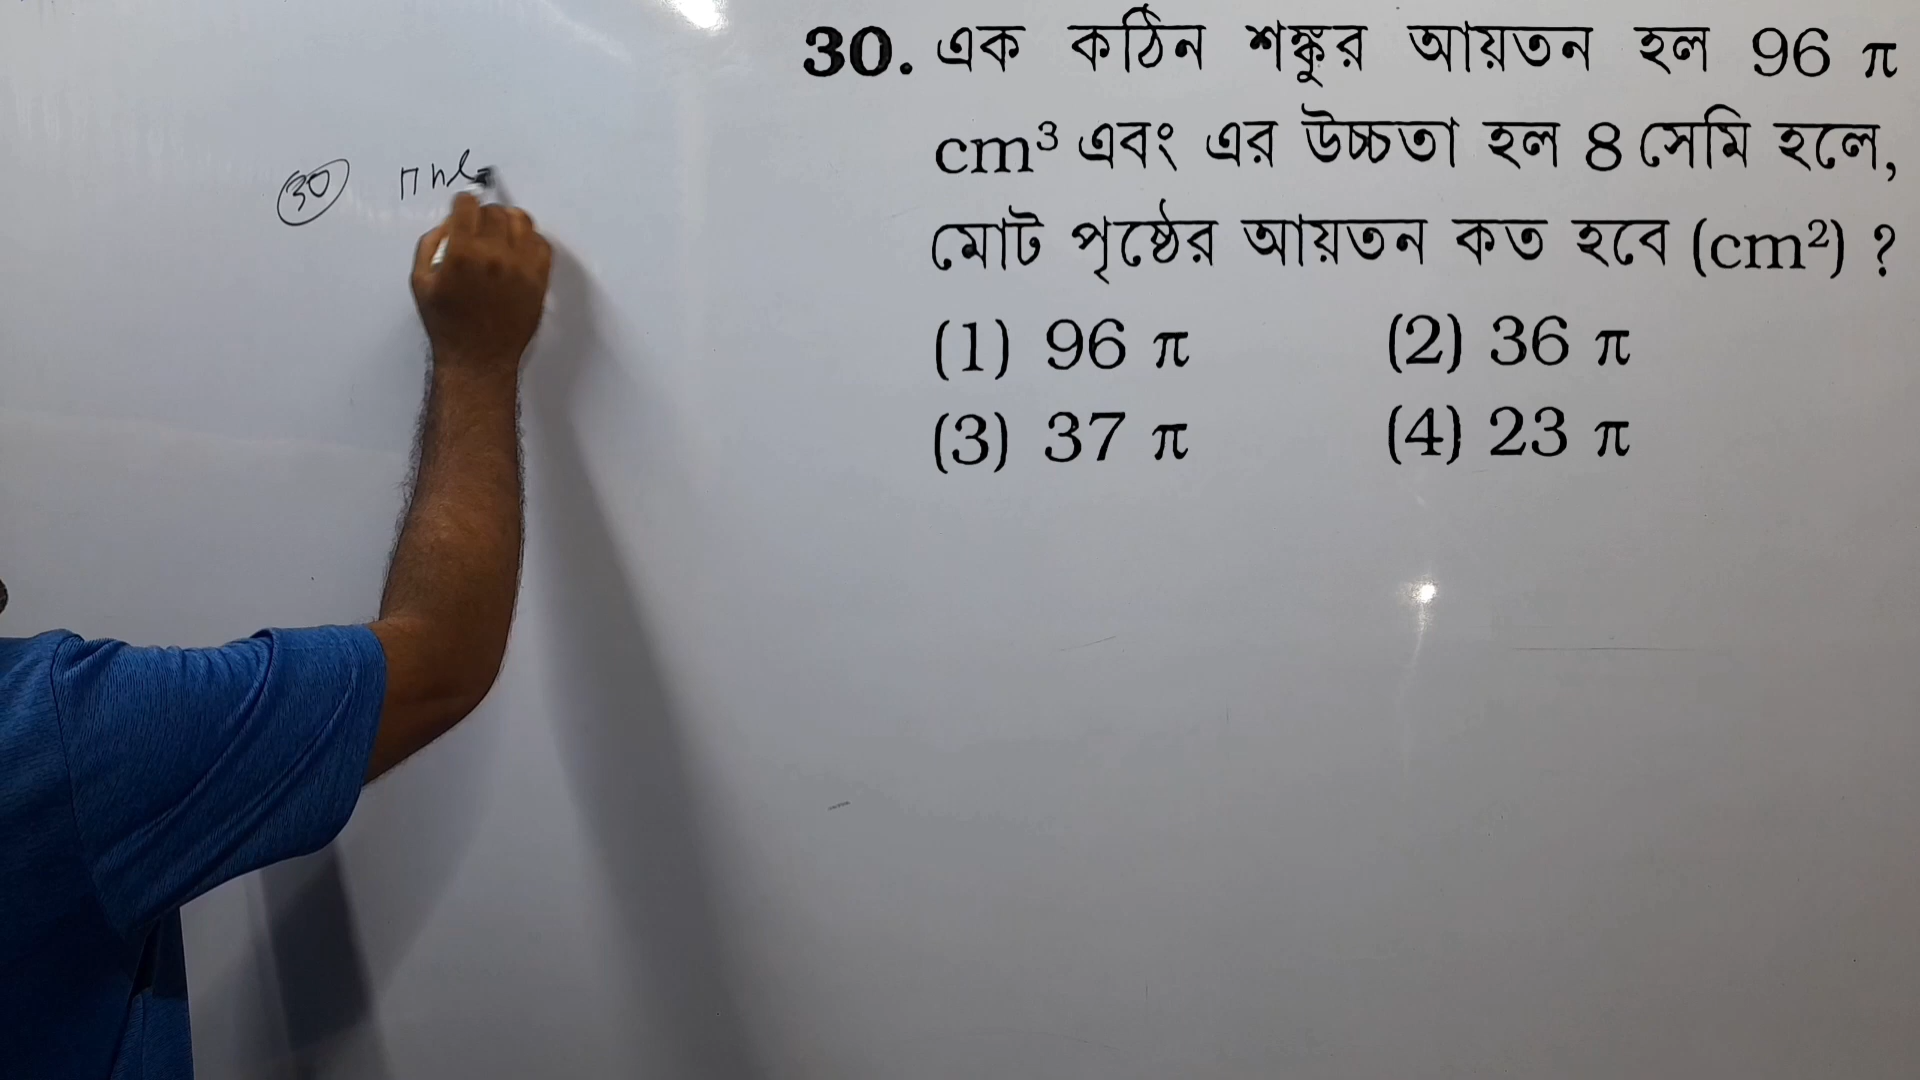 30. এক কঠিন শঙ্কুর আয়তন হল 96 π
cm³ এবং এর উচ্চতা হল 8 সেমি হলে,
মোট পৃষ্ঠের আয়তন কত হবে (cm²) ?
(1) 96 π (2) 36 π
(3) 37 π (4) 23 π
30